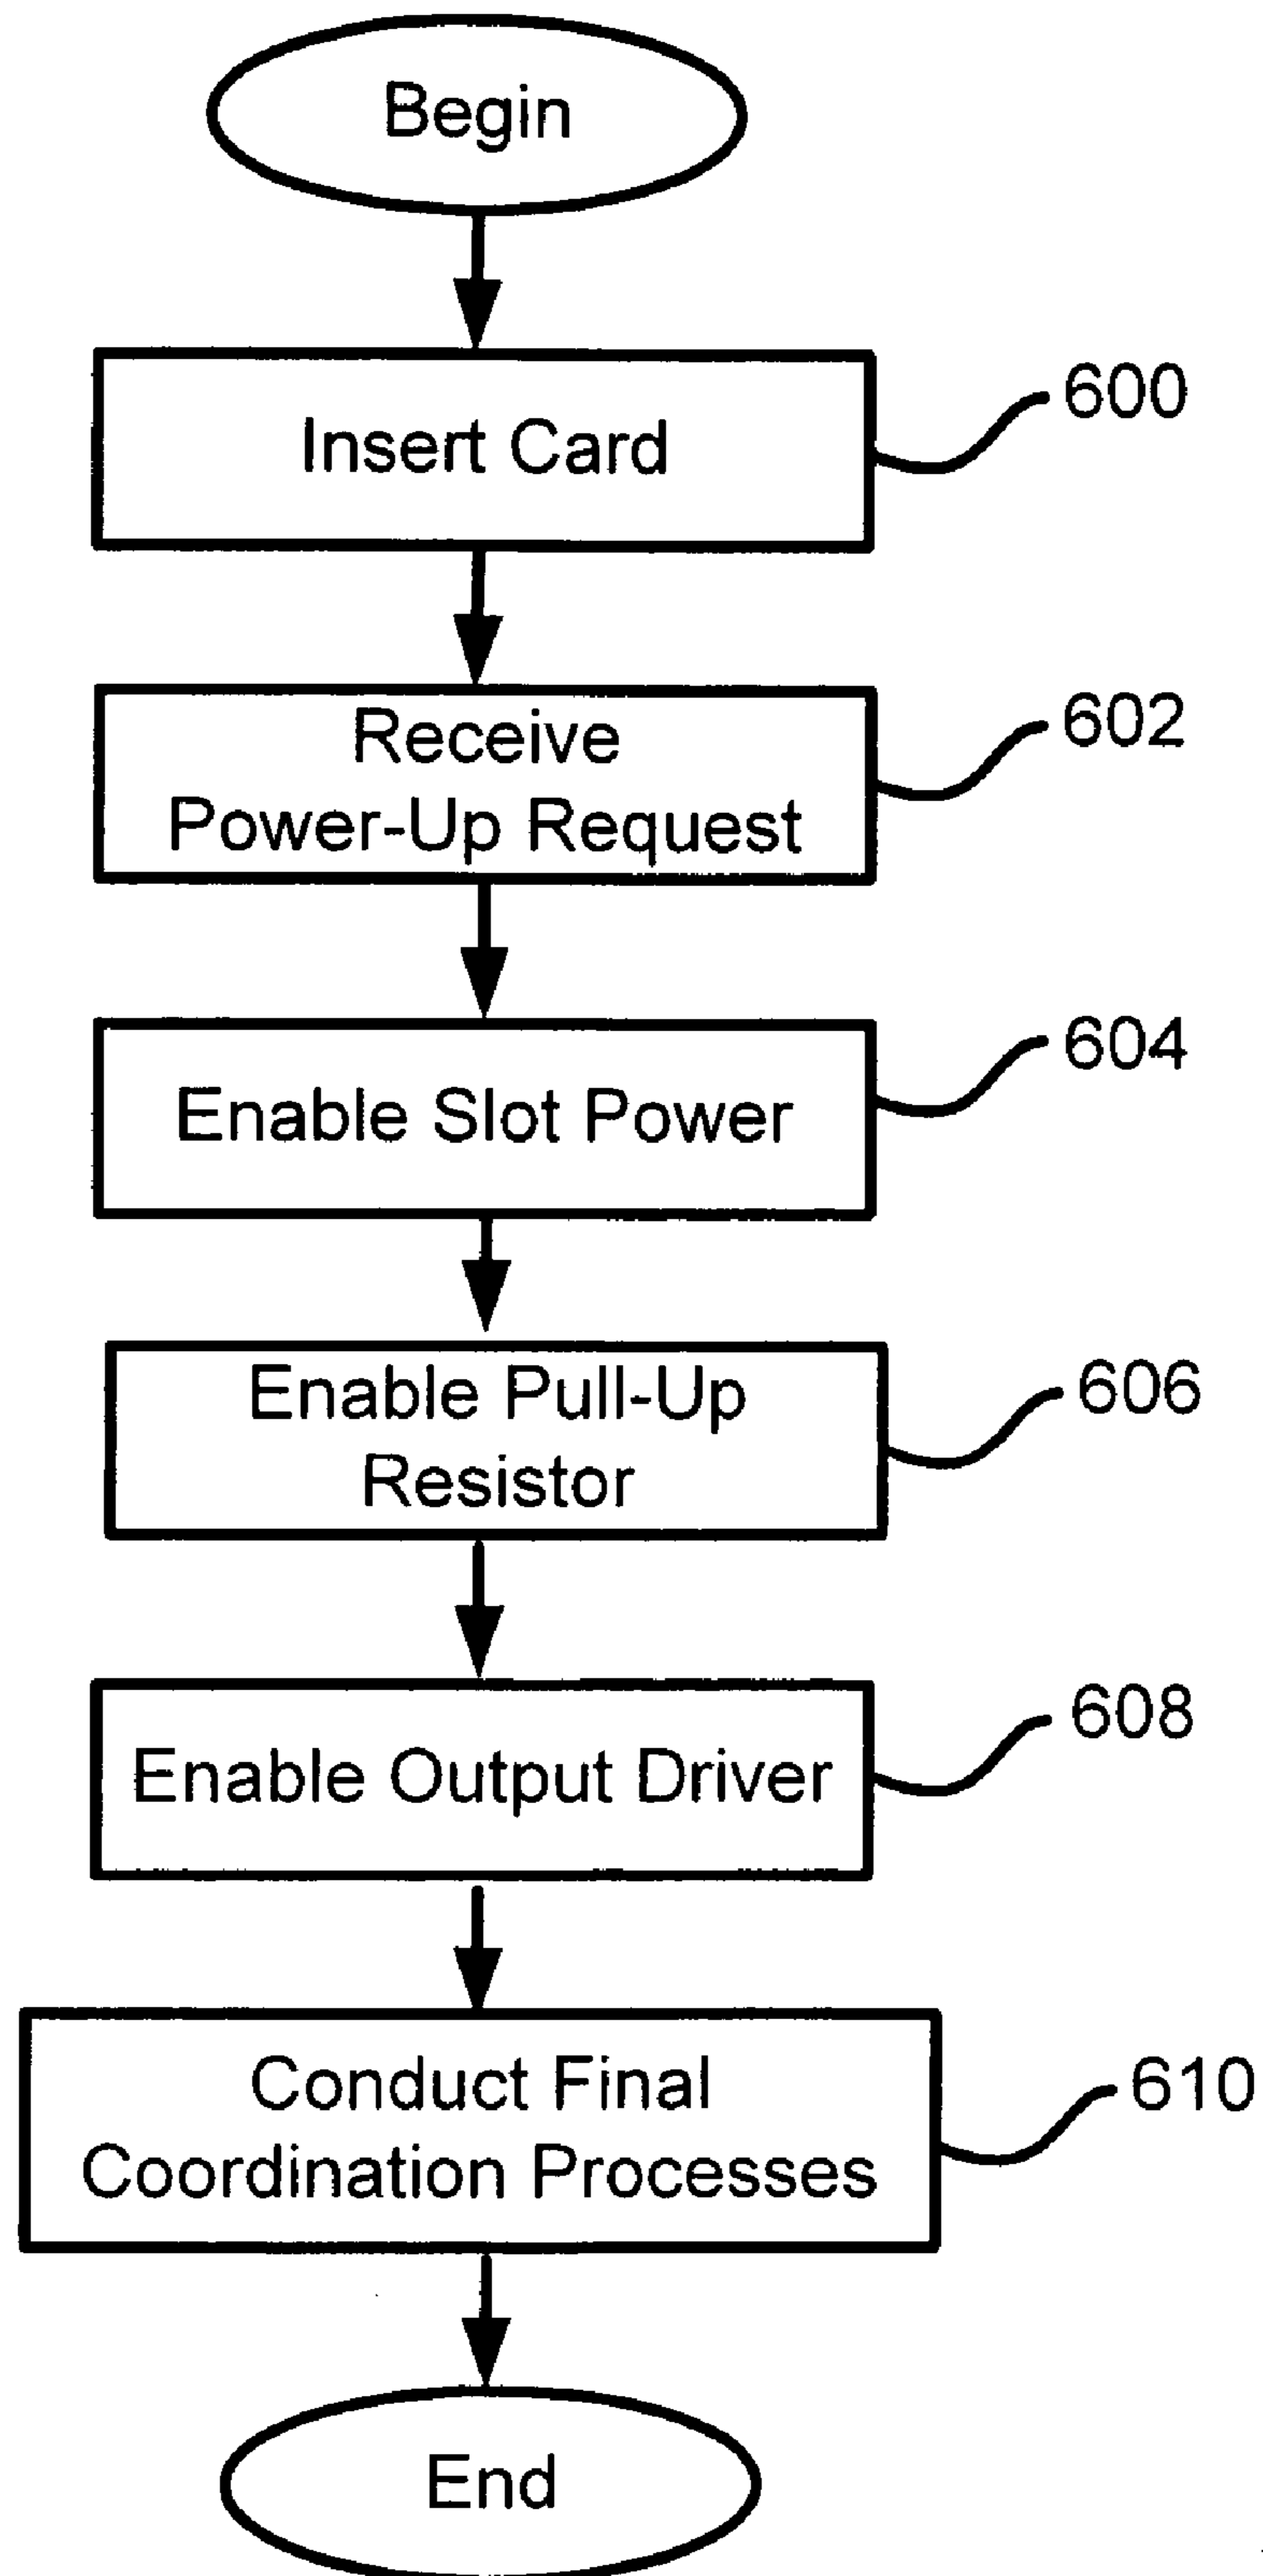 Begin
Insert Card
600
Receive
Power-Up Request
602
Enable Slot Power
604
Enable Pull-Up
Resistor
606
Enable Output Driver
608
Conduct Final
Coordination Processes
610
End